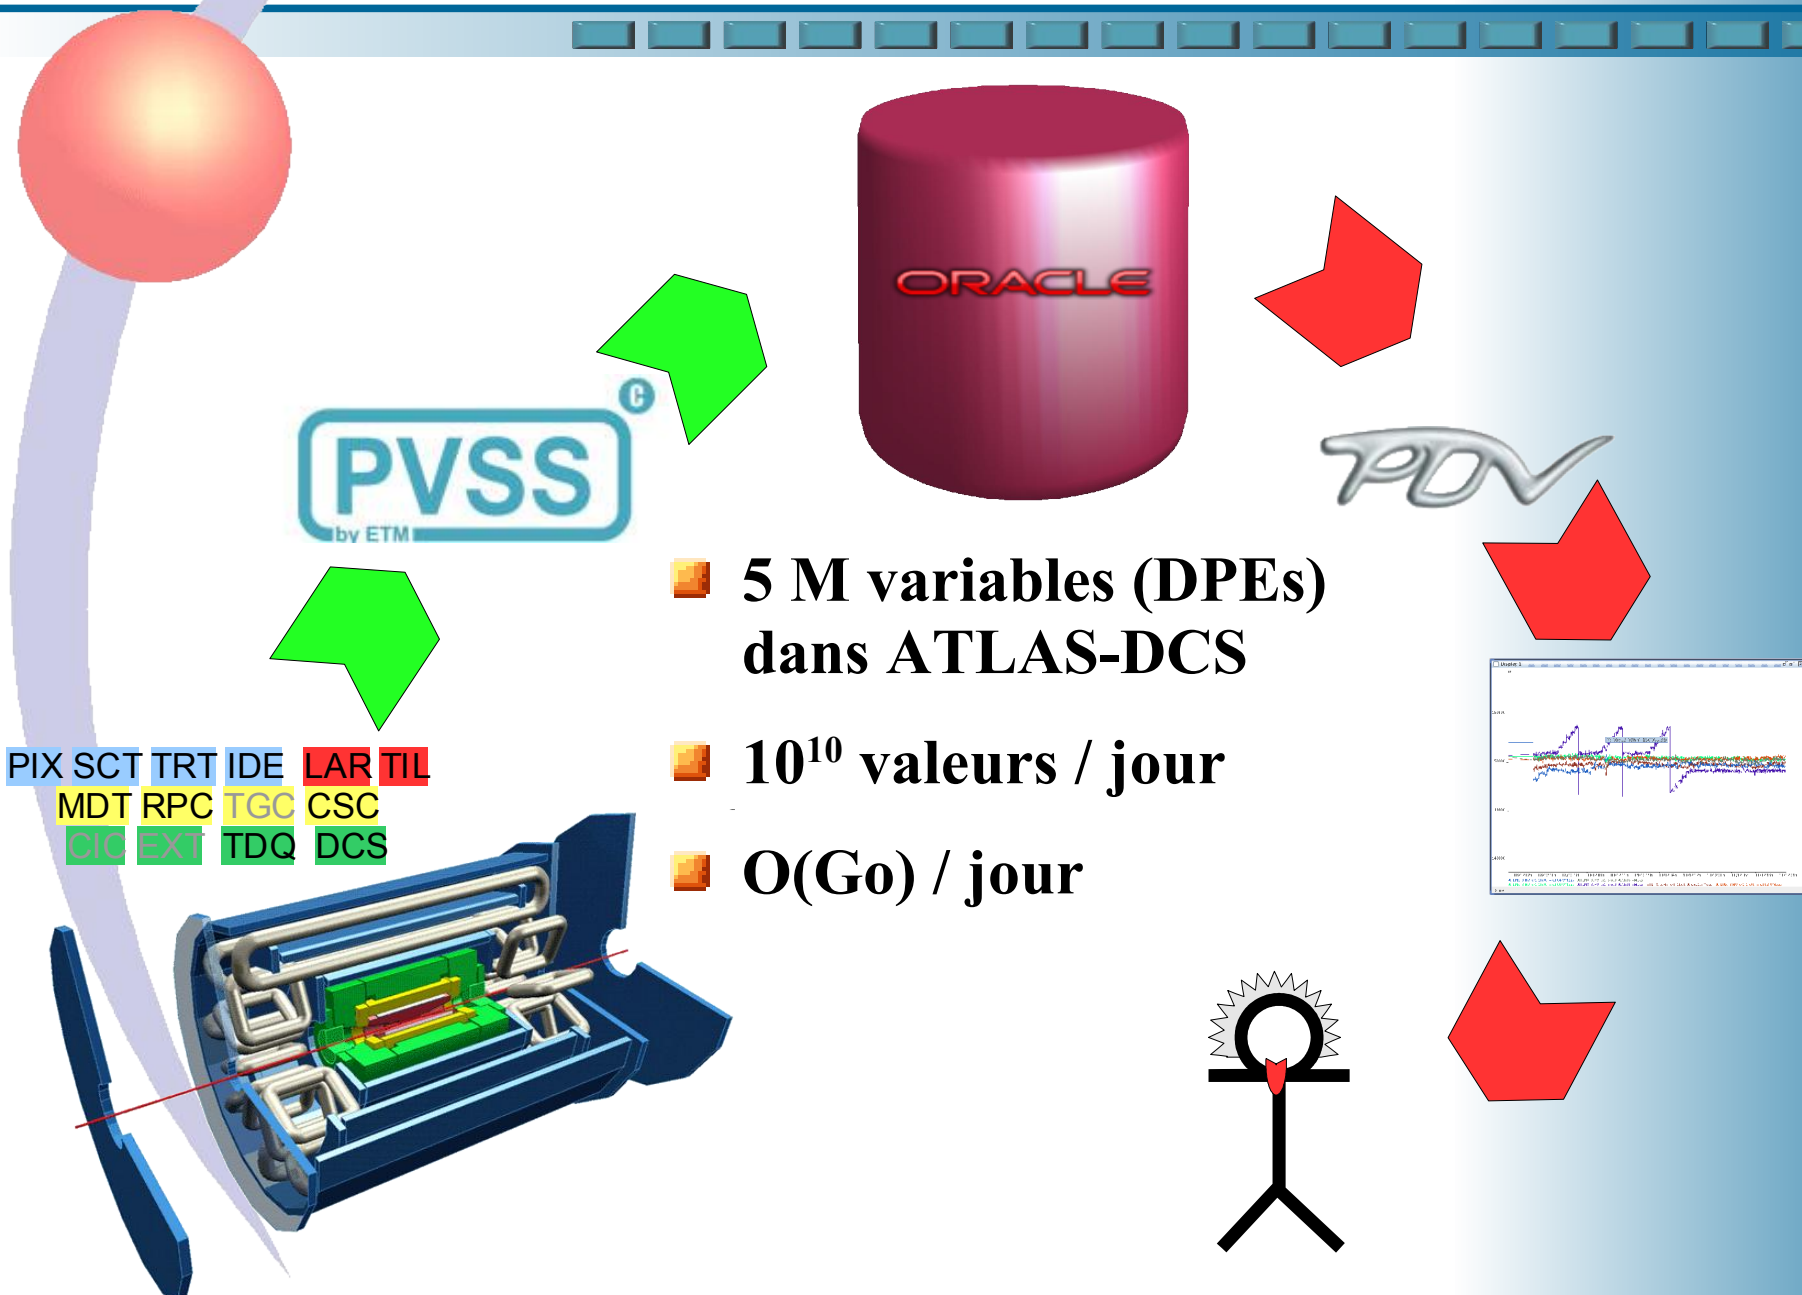 ORACLE
C
PVSS
by ETM
PDV
5 M variables (DPEs)
dans ATLAS-DCS
10¹⁰ valeurs / jour
O(Go) / jour
PIX SCT TRT IDE LAR TIL
MDT RPC TGC CSC
CIC EXT TDQ DCS